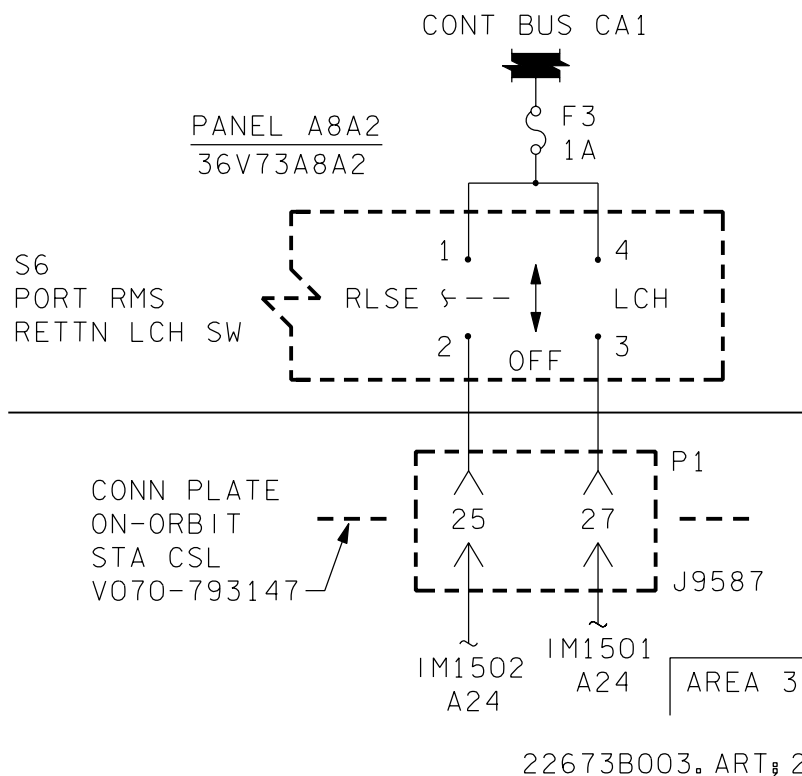 CONT BUS CA1
F3
1A
PANEL A8A2
36V73A8A2
S6
PORT RMS
RETTN LCH SW
1
4
RLSE
LCH
2
3
OFF
P1
CONN PLATE
ON-ORBIT
STA CSL
V070-793147
25
27
J9587
IM1502
A24
IM1501
A24
AREA 3
22673B003.ART;2